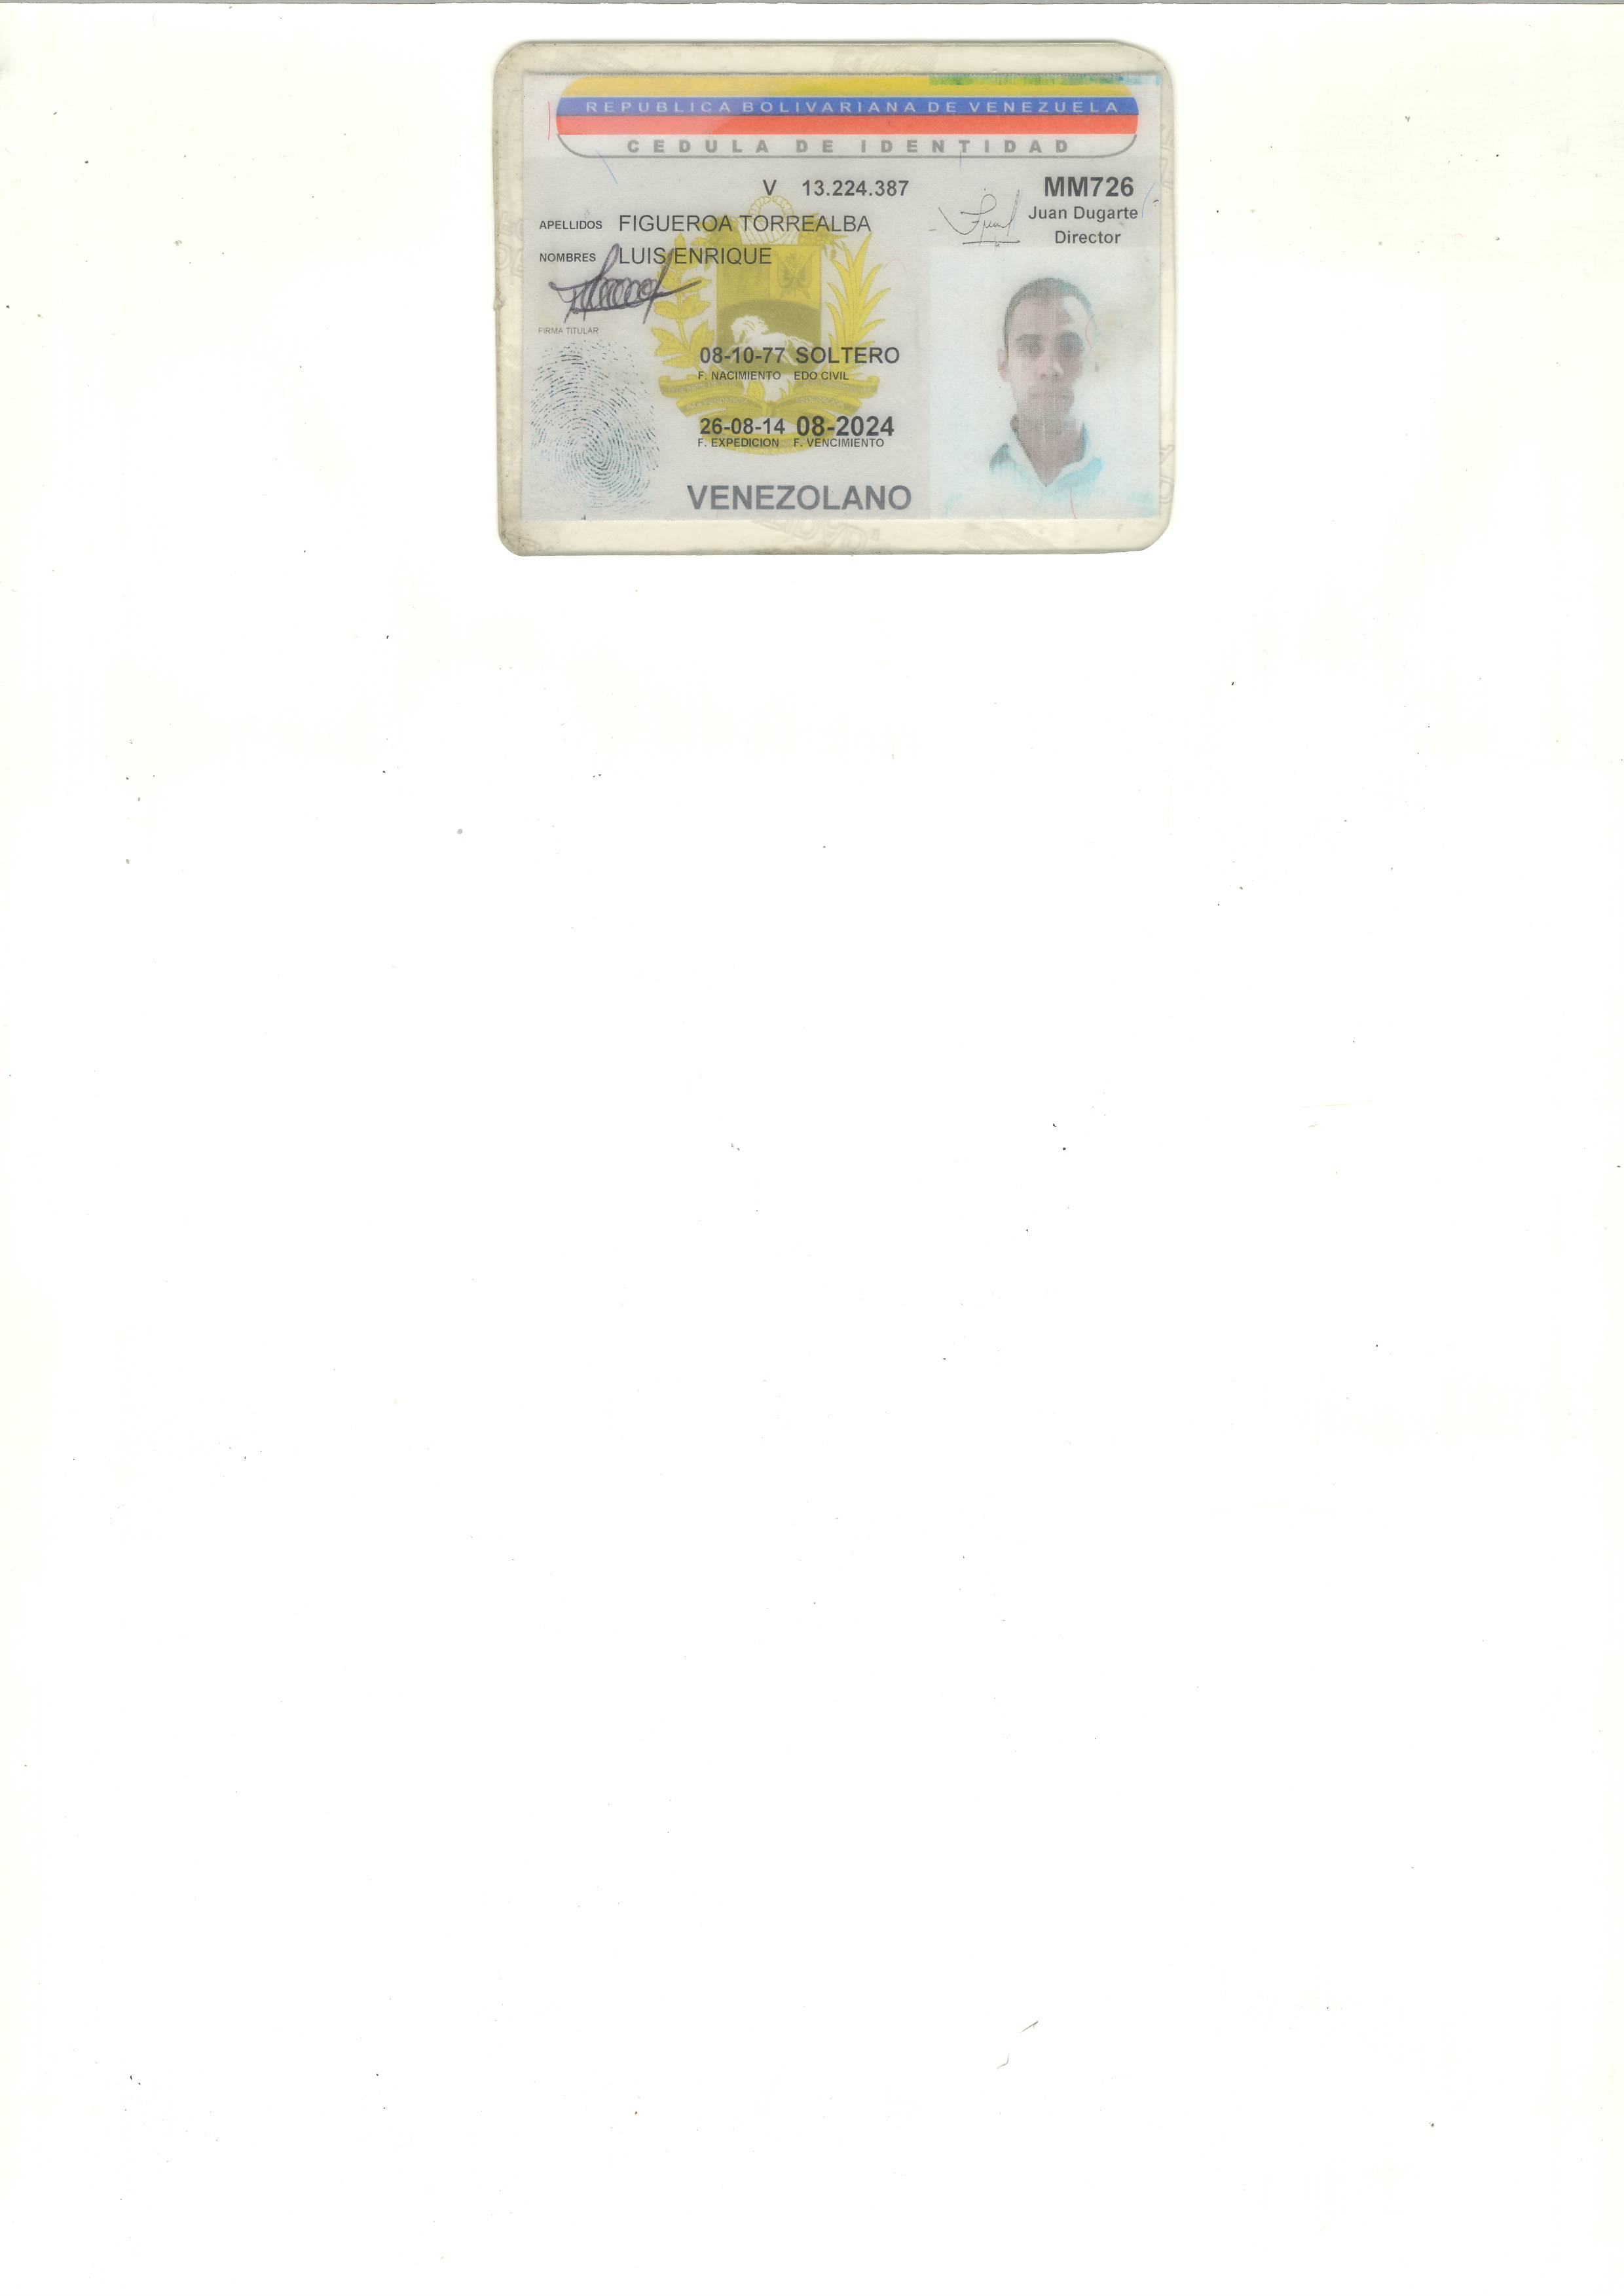 REPUBLICA BOLIVARIANA DE VENEZUELA
CEDULA DE IDENTIDAD
V 13.224.387
MM726
Juan Dugarte
Director
APELLIDOS FIGUEROA TORREALBA
NOMBRES LUIS ENRIQUE
FIRMA TITULAR
08-10-77 SOLTERO
F. NACIMIENTO EDO CIVIL
26-08-14 08-2024
F. EXPEDICION F. VENCIMIENTO
VENEZOLANO